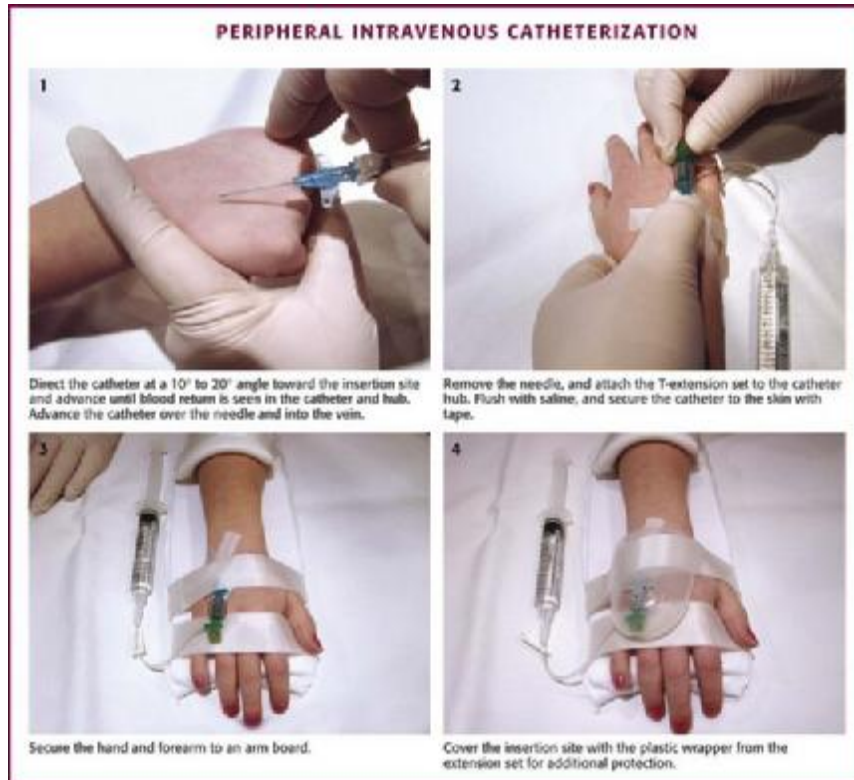 PERIPHERAL INTRAVENOUS CATHETERIZATION
1
2
Direct the catheter at a 10° to 20° angle toward the insertion site
and advance until blood return is seen in the catheter and hub.
Advance the catheter over the needle and into the vein.
Remove the needle, and attach the T-extension set to the catheter
hub. Flush with saline, and secure the catheter to the skin with
tape.
3
4
Secure the hand and forearm to an arm board.
Cover the insertion site with the plastic wrapper from the
extension set for additional protection.